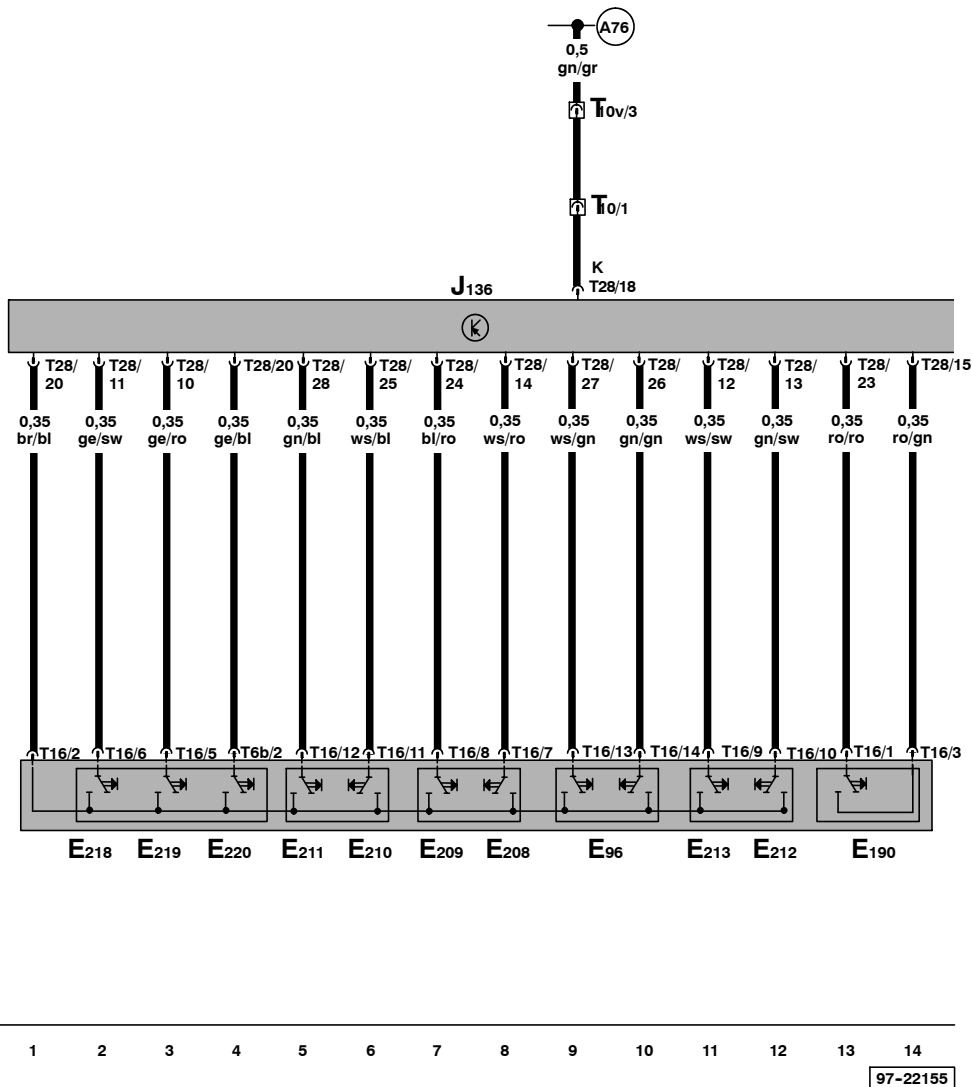 A76
0,5
gn/gr
T10v/3
T10/1
K
T28/18
J136
T28/ T28/ T28/ T28/20 T28/ T28/ T28/ T28/ T28/ T28/ T28/ T28/ T28/ T28/15
20 11 10 28 25 24 14 27 26 12 13 23
0,35 0,35 0,35 0,35 0,35 0,35 0,35 0,35 0,35 0,35 0,35 0,35 0,35 0,35
br/bl ge/sw ge/ro ge/bl gn/bl ws/bl bl/ro ws/ro ws/gn gn/gn ws/sw gn/sw ro/ro ro/gn
T16/2 T16/6 T16/5 T6b/2 T16/12 T16/11 T16/8 T16/7 T16/13 T16/14 T16/9 T16/10 T16/1 T16/3
E218 E219 E220 E211 E210 E209 E208 E96 E213 E212 E190
1 2 3 4 5 6 7 8 9 10 11 12 13 14
97-22155